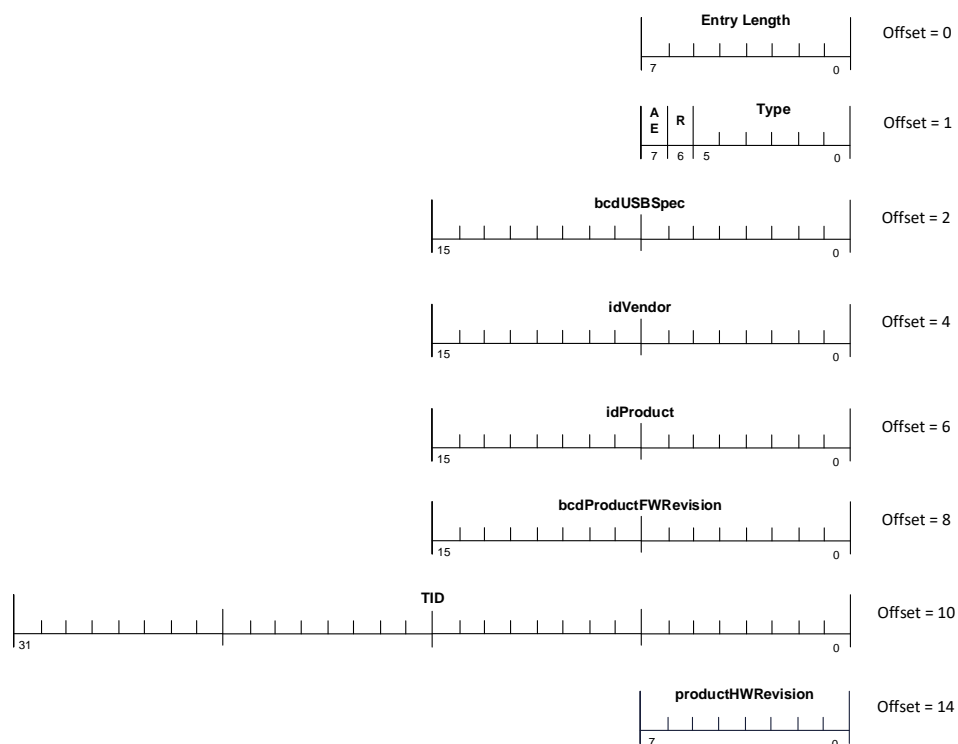 Entry Length
Offset = 0
7 0
A
E
R
Type
Offset = 1
7 6 5 0
bcdUSBSpec
Offset = 2
15 0
idVendor
Offset = 4
15 0
idProduct
Offset = 6
15 0
bcdProductFWRevision
Offset = 8
15 0
TID
Offset = 10
31 0
productHWRevision
Offset = 14
7 0